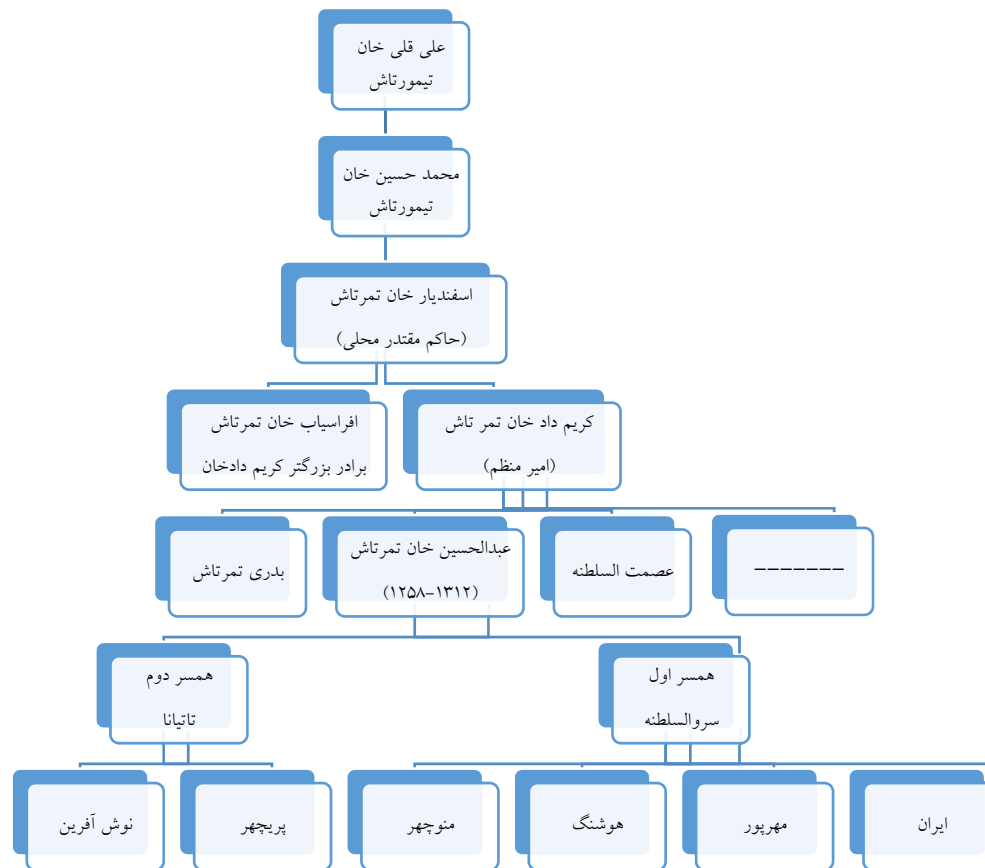 علی قلی خان
تیمورتاش
محمد حسین خان
تیمورتاش
اسفندیار خان تمرتاش
(حاکم مقتدر محلی)
کریم داد خان تمر تاش
(امیر منظم)
افراسیاب خان تمرتاش
برادر بزرگتر کریم دادخان
-------
عصمت السلطنه
عبدالحسین خان تمرتاش
(۱۲۵۸-۱۳۱۲)
بدری تمرتاش
همسر اول
سروالسلطنه
همسر دوم
تاتیانا
ایران
مهرپور
هوشنگ
منوچهر
پریچهر
نوش آفرین